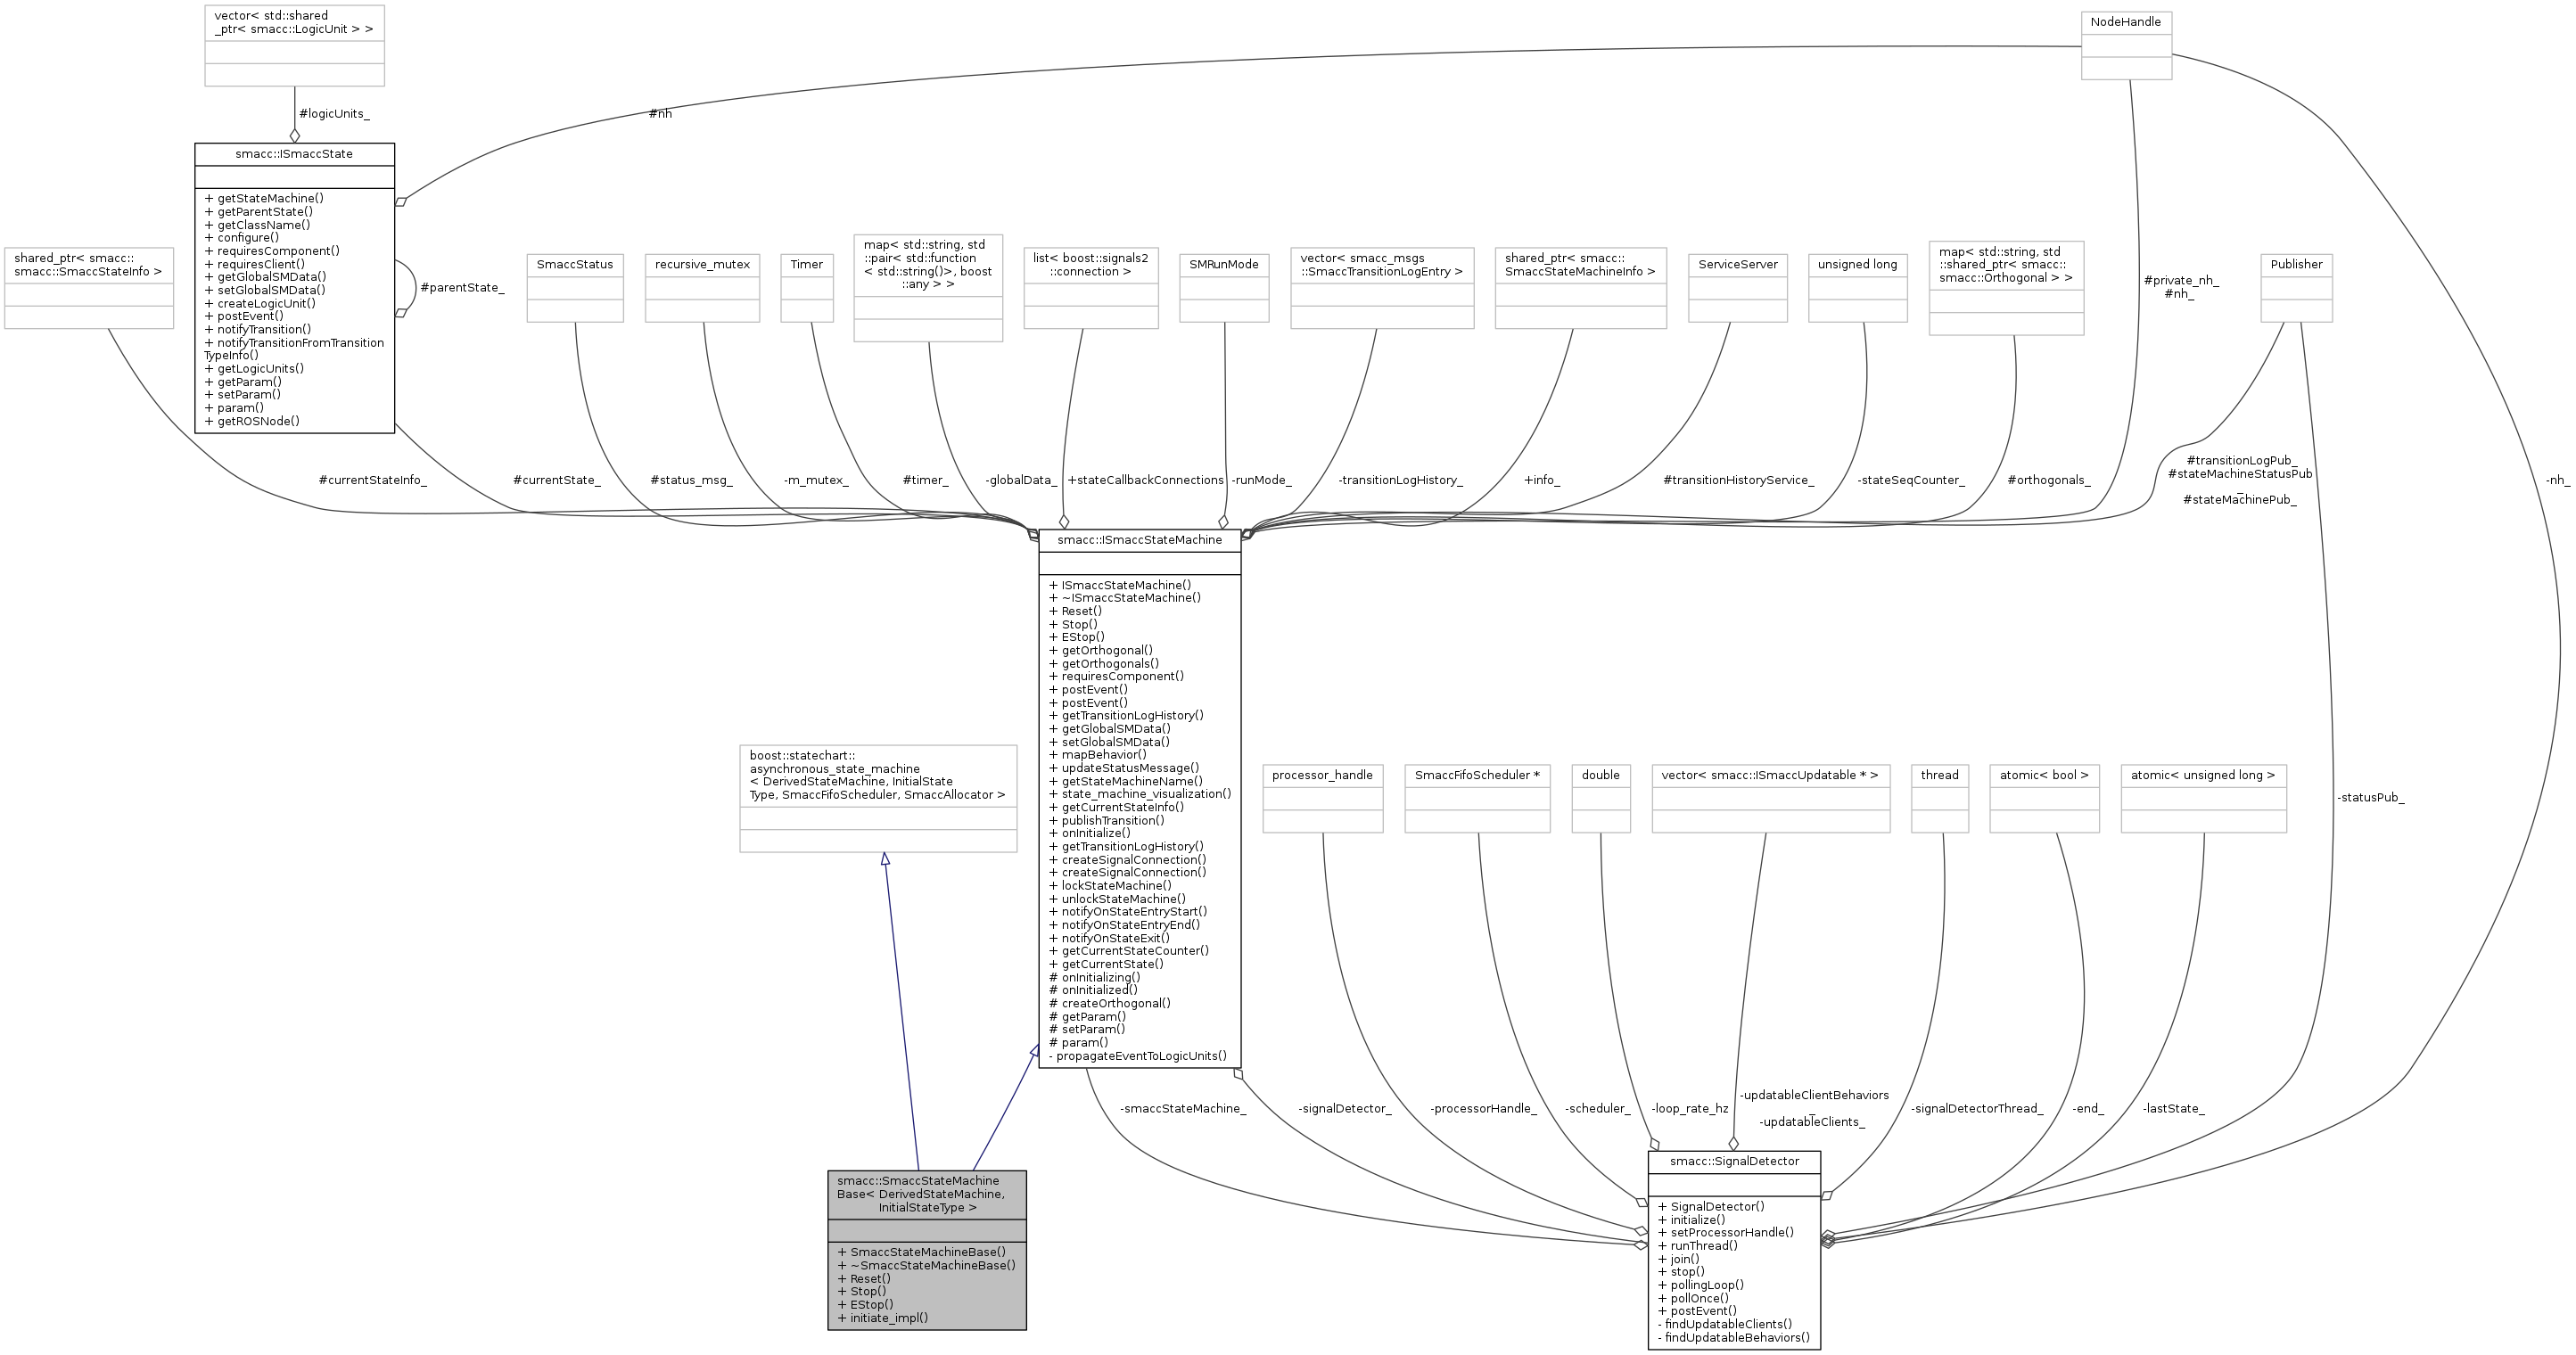 vector< std::shared
_ptr< smacc::LogicUnit > >
NodeHandle
#logicUnits_
#nh
smacc::ISmaccState
+ getStateMachine()
+ getParentState()
+ getClassName()
+ configure()
+ requiresComponent()
+ requiresClient()
+ getGlobalSMData()
+ setGlobalSMData()
+ createLogicUnit()
+ postEvent()
+ notifyTransition()
+ notifyTransitionFromTransition
TypeInfo()
+ getLogicUnits()
+ getParam()
+ setParam()
+ param()
+ getROSNode()
#parentState_
shared_ptr< smacc::
smacc::SmaccStateInfo >
SmaccStatus
recursive_mutex
Timer
map< std::string, std
::pair< std::function
< std::string()>, boost
::any > >
list< boost::signals2
::connection >
SMRunMode
vector< smacc_msgs
::SmaccTransitionLogEntry >
shared_ptr< smacc::
SmaccStateMachineInfo >
ServiceServer
unsigned long
map< std::string, std
::shared_ptr< smacc::
smacc::Orthogonal > >
#private_nh_
#nh_
Publisher
#currentStateInfo_
#currentState_
#status_msg_
-m_mutex_
#timer_
-globalData_
+stateCallbackConnections
-runMode_
-transitionLogHistory_
+info_
#transitionHistoryService_
-stateSeqCounter_
#orthogonals_
#transitionLogPub_
#stateMachineStatusPub
_
#stateMachinePub_
-nh_
smacc::ISmaccStateMachine
+ ISmaccStateMachine()
+ ~ISmaccStateMachine()
+ Reset()
+ Stop()
+ EStop()
+ getOrthogonal()
+ getOrthogonals()
+ requiresComponent()
+ postEvent()
+ postEvent()
+ getTransitionLogHistory()
+ getGlobalSMData()
+ setGlobalSMData()
+ mapBehavior()
+ updateStatusMessage()
+ getStateMachineName()
+ state_machine_visualization()
+ getCurrentStateInfo()
+ publishTransition()
+ onInitialize()
+ getTransitionLogHistory()
+ createSignalConnection()
+ createSignalConnection()
+ lockStateMachine()
+ unlockStateMachine()
+ notifyOnStateEntryStart()
+ notifyOnStateEntryEnd()
+ notifyOnStateExit()
+ getCurrentStateCounter()
+ getCurrentState()
# onInitializing()
# onInitialized()
# createOrthogonal()
# getParam()
# setParam()
# param()
- propagateEventToLogicUnits()
boost::statechart::
asynchronous_state_machine
< DerivedStateMachine, InitialState
Type, SmaccFifoScheduler, SmaccAllocator >
processor_handle
SmaccFifoScheduler *
double
vector< smacc::ISmaccUpdatable * >
thread
atomic< bool >
atomic< unsigned long >
-statusPub_
-smaccStateMachine_
-signalDetector_
-processorHandle_
-scheduler_
-loop_rate_hz
-updatableClientBehaviors
_
-updatableClients_
-signalDetectorThread_
-end_
-lastState_
smacc::SmaccStateMachine
Base< DerivedStateMachine,
InitialStateType >
+ SmaccStateMachineBase()
+ ~SmaccStateMachineBase()
+ Reset()
+ Stop()
+ EStop()
+ initiate_impl()
smacc::SignalDetector
+ SignalDetector()
+ initialize()
+ setProcessorHandle()
+ runThread()
+ join()
+ stop()
+ pollingLoop()
+ pollOnce()
+ postEvent()
- findUpdatableClients()
- findUpdatableBehaviors()